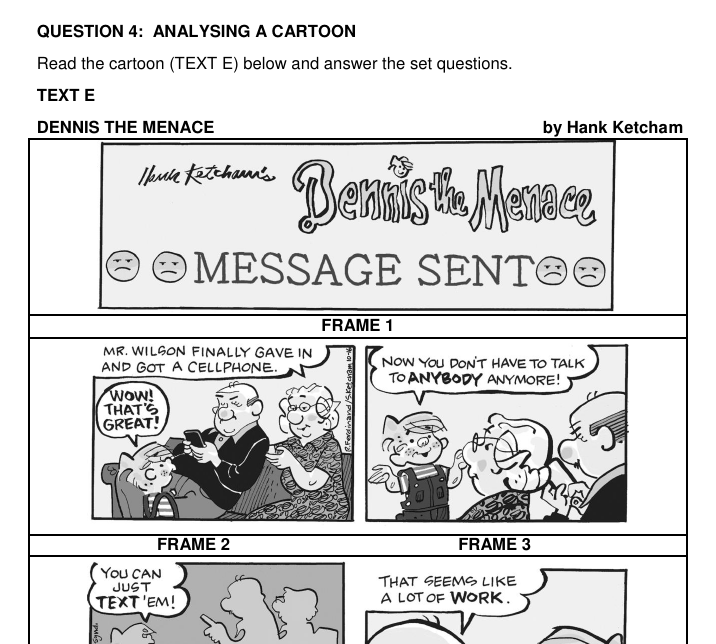 QUESTION 4: ANALYSING A CARTOON
Read the cartoon (TEXT E) below and answer the set questions.
TEXT E
DENNIS THE MENACE by Hank Ketcham
Hank Ketcham's
Dennis the Menace
MESSAGE SENT
FRAME 1
MR. WILSON FINALLY GAVE IN
AND GOT A CELLPHONE.
WOW!
THAT'S
GREAT!
NOW YOU DON'T HAVE TO TALK
TO ANYBODY ANYMORE!
FRAME 2 FRAME 3
YOU CAN
JUST
TEXT 'EM!
THAT SEEMS LIKE
A LOT OF WORK.